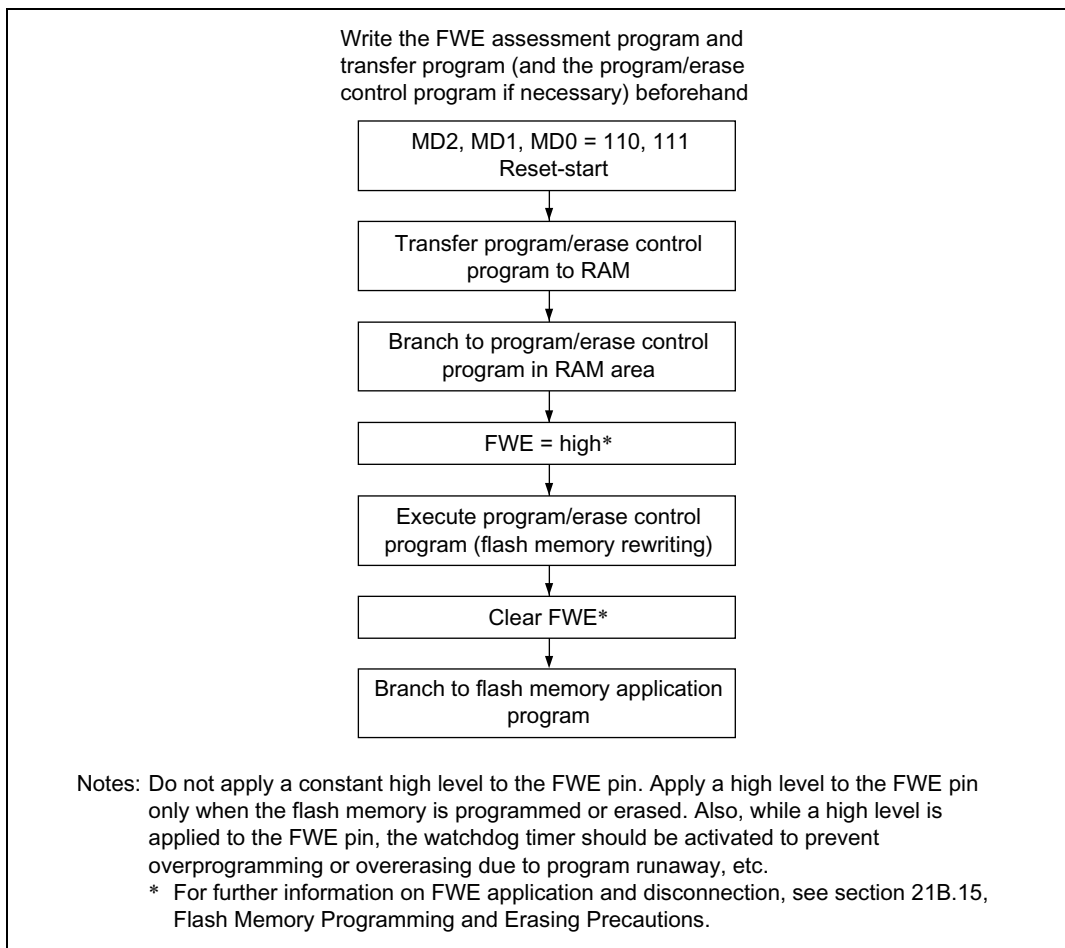 Write the FWE assessment program and
transfer program (and the program/erase
control program if necessary) beforehand
MD2, MD1, MD0 = 110, 111
Reset-start
Transfer program/erase control
program to RAM
Branch to program/erase control
program in RAM area
FWE = high*
Execute program/erase control
program (flash memory rewriting)
Clear FWE*
Branch to flash memory application
program
Notes: Do not apply a constant high level to the FWE pin. Apply a high level to the FWE pin
only when the flash memory is programmed or erased. Also, while a high level is
applied to the FWE pin, the watchdog timer should be activated to prevent
overprogramming or overerasing due to program runaway, etc.
* For further information on FWE application and disconnection, see section 21B.15,
Flash Memory Programming and Erasing Precautions.